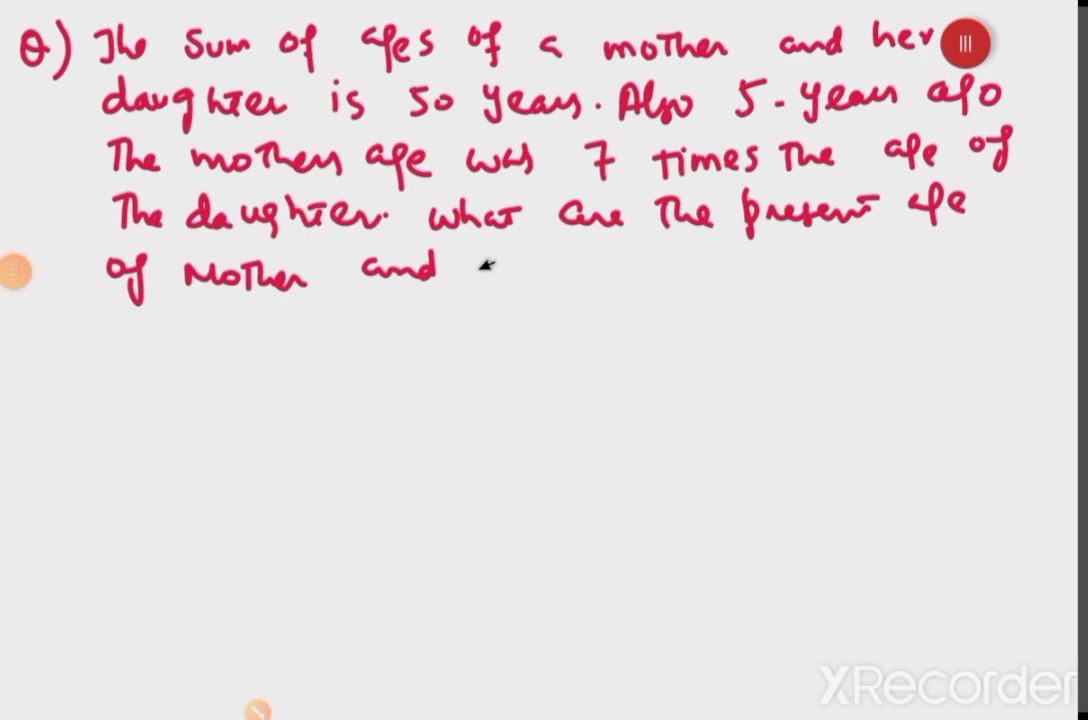 Q) The sum of ages of a mother and her
daughter is 50 years. Also 5-years ago
The mothers age was 7 times The age of
The daughter. what are The present age
of Mother and
XRecorder